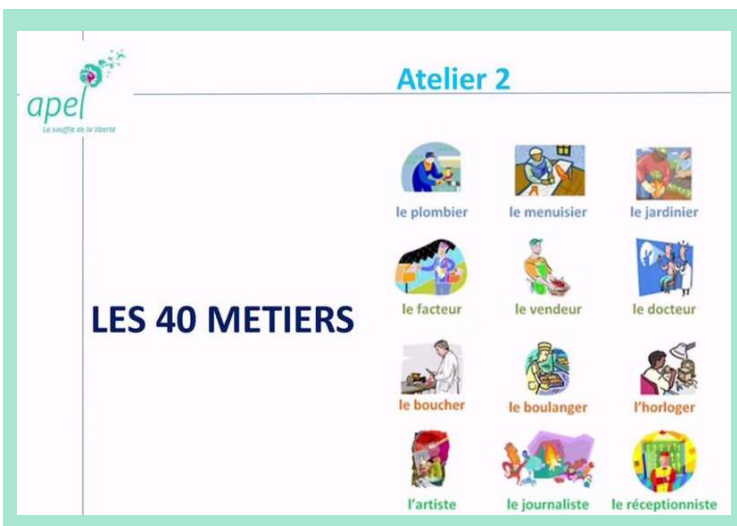 Atelier 2
apel
Le souffle de la liberté
le plombier
le menuisier
le jardinier
le facteur
le vendeur
le docteur
LES 40 METIERS
le boucher
le boulanger
l'horloger
l'artiste
le journaliste
le réceptionniste